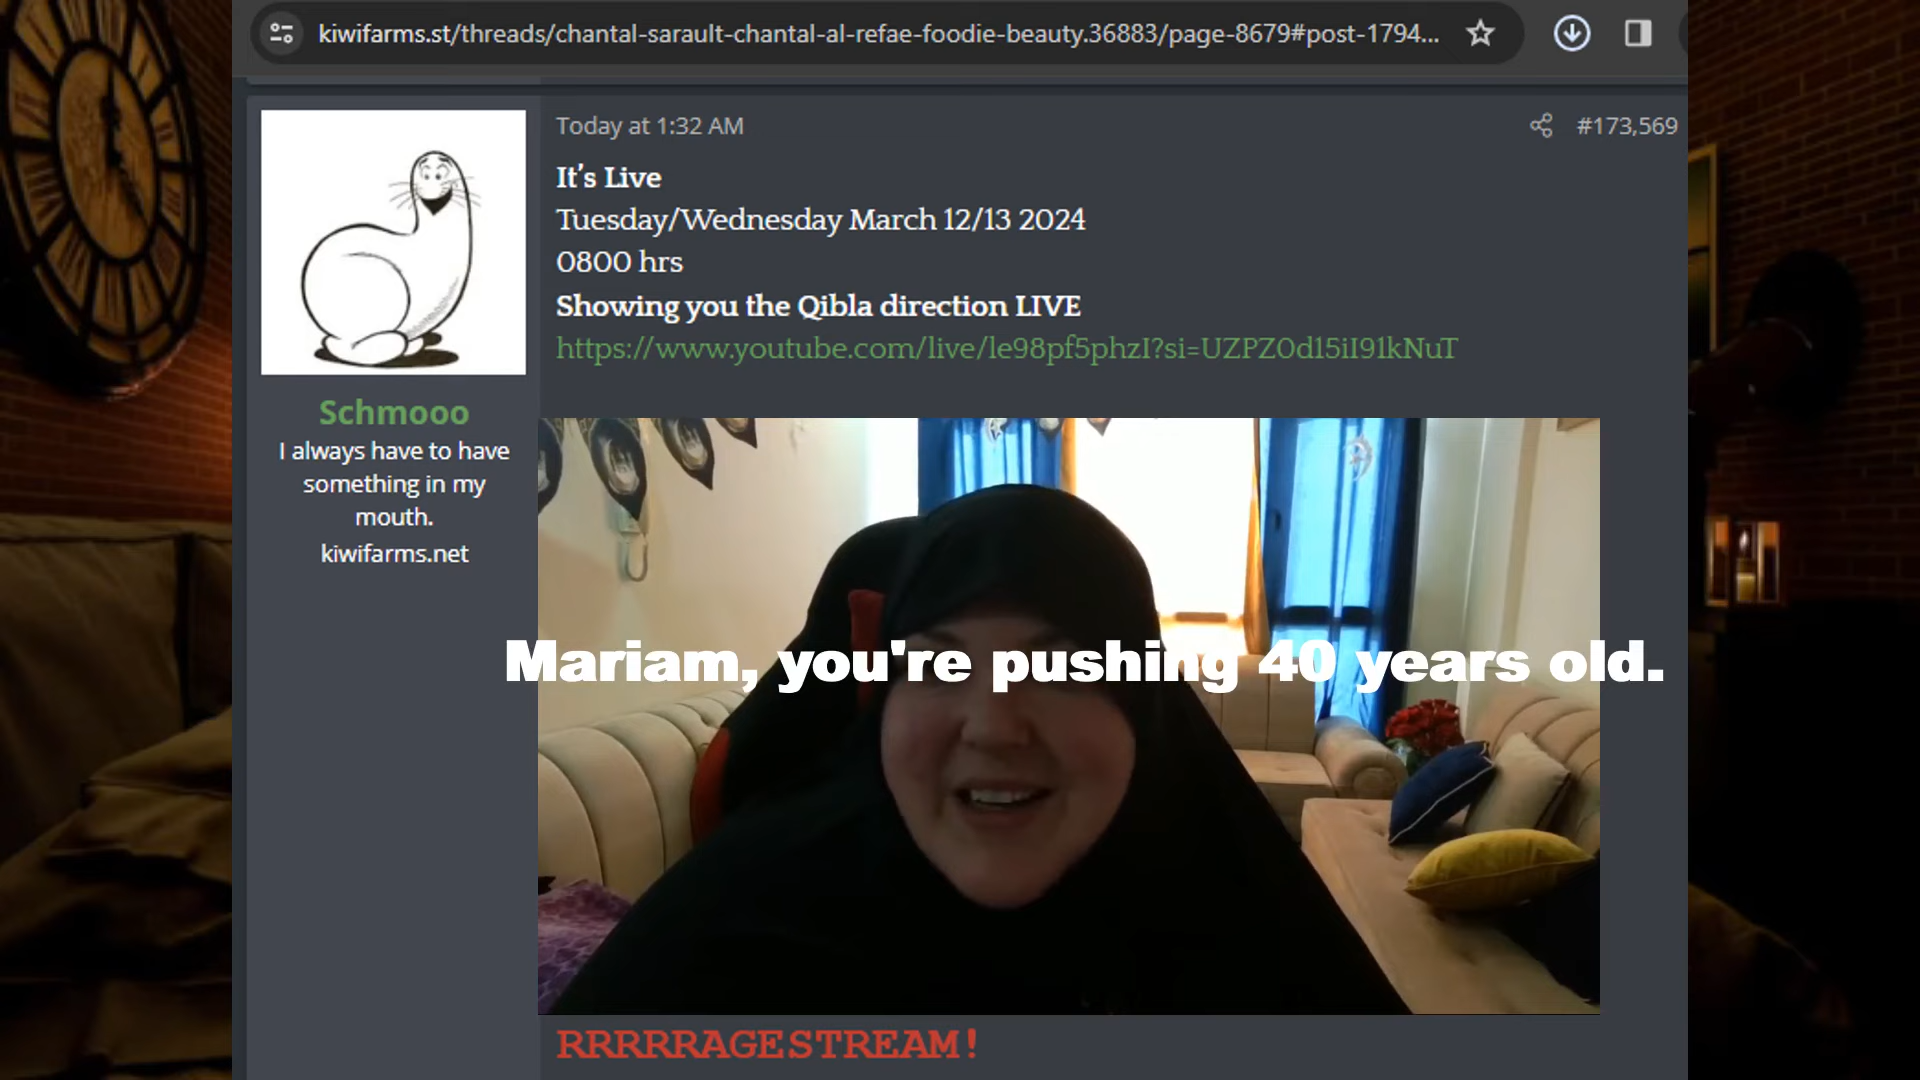 kiwifarms.st/threads/chantal-sarault-chantal-al-refae-foodie-beauty.36883/page-8679#post-1794...
Today at 1:32 AM
#173,569
It's Live
Tuesday/Wednesday March 12/13 2024
0800 hrs
Showing you the Qibla direction LIVE
https://www.youtube.com/live/le98pf5phzI?si=UZPZOd15iI91kNuT
Schmooo
I always have to have
something in my
mouth.
kiwifarms.net
Mariam, you're pushing 40 years old.
RRRRRAGESTREAM!